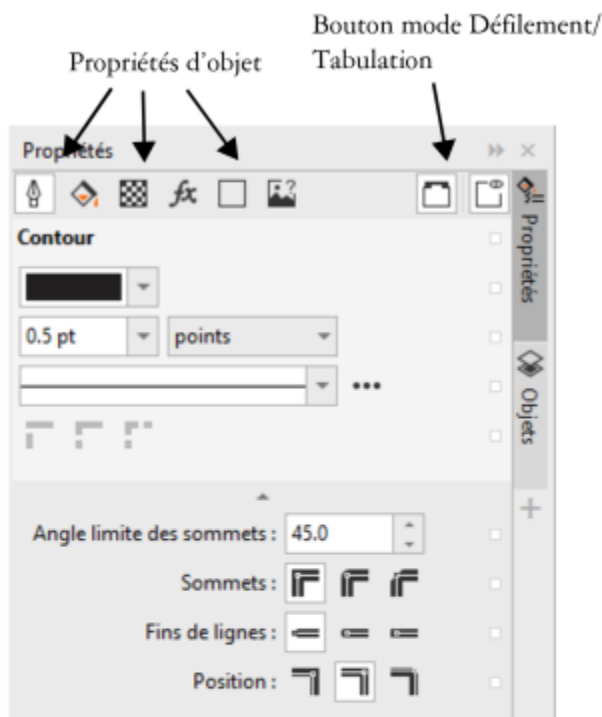 Bouton mode Défilement/
Tabulation
Propriétés d'objet
Propriétés
fx
?
Contour
0.5 pt
points
Angle limite des sommets : 45.0
Sommets :
Fins de lignes :
Position :
Propriétés
Objets